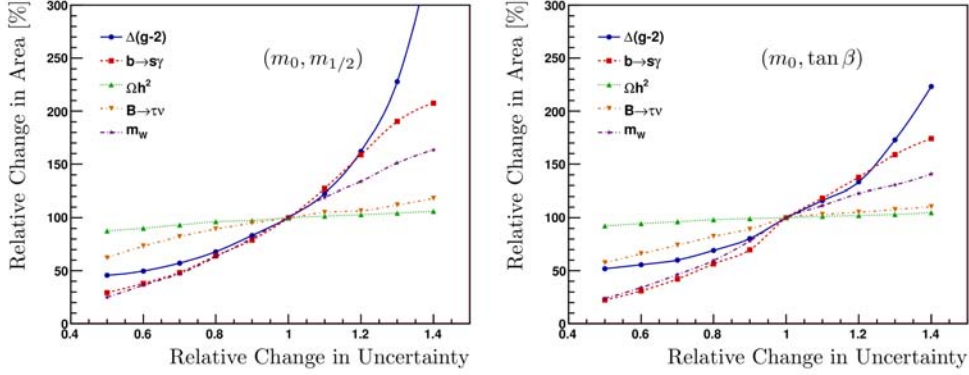 Relative Change in Area [%]
300
250
200
150
100
50
0
0.4
0.6
0.8
1
1.2
1.4
Relative Change in Uncertainty
Δ(g-2)
b→sγ
Ωh²
B→τν
m_W
(m₀, m₁/₂)
Relative Change in Area [%]
300
250
200
150
100
50
0
0.4
0.6
0.8
1
1.2
1.4
Relative Change in Uncertainty
Δ(g-2)
b→sγ
Ωh²
B→τν
m_W
(m₀, tan β)